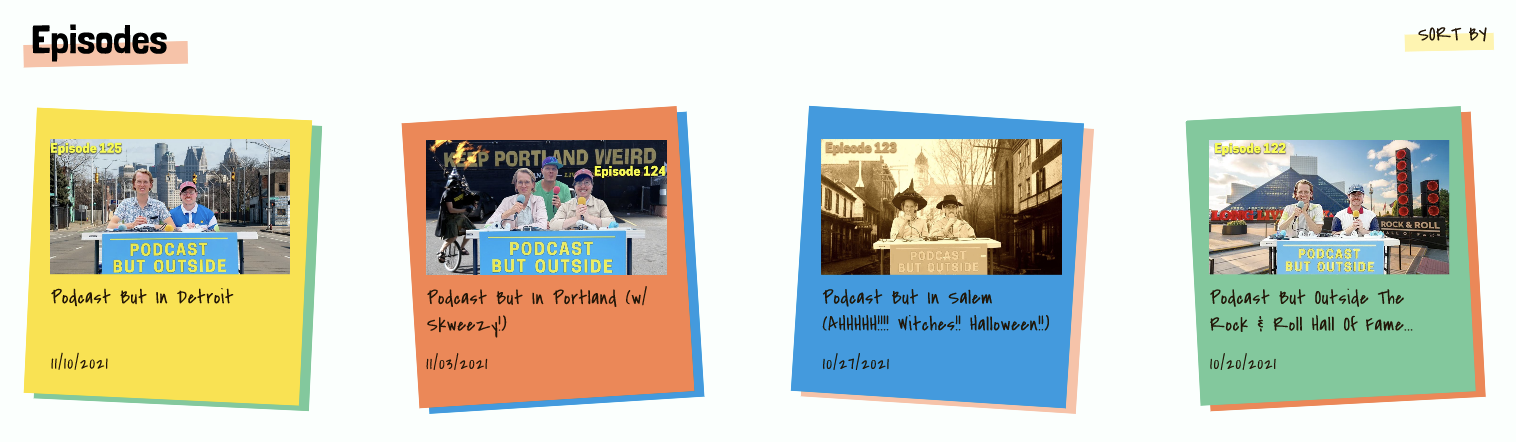 Episodes
SORT BY
Episode 125
PODCAST
BUT OUTSIDE
Podcast But In Detroit
11/10/2021
KEEP PORTLAND WEIRD
Episode 124
PODCAST
BUT OUTSIDE
Podcast But In Portland (w/
Skweezy!)
11/03/2021
Episode 123
PODCAST
BUT OUTSIDE
Podcast But In Salem
(AHHHHH!!!! Witches!! Halloween!!)
10/27/2021
Episode 122
ROCK & ROLL
HALL OF FAME
PODCAST
BUT OUTSIDE
Podcast But Outside The
Rock & Roll Hall Of Fame...
10/20/2021